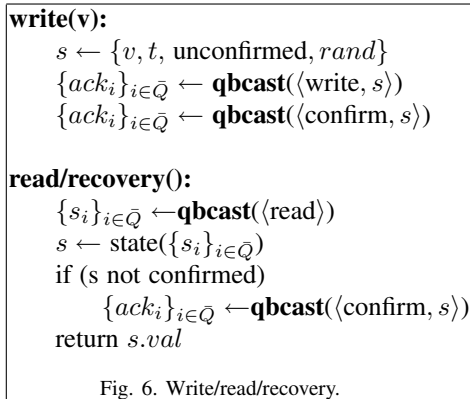 write(v):
s ← {v, t, unconfirmed, rand}
{ack_i}_{i∈Q̄} ← qbcast(⟨write, s⟩)
{ack_i}_{i∈Q̄} ← qbcast(⟨confirm, s⟩)
read/recovery():
{s_i}_{i∈Q̄} ←qbcast(⟨read⟩)
s ← state({s_i}_{i∈Q̄})
if (s not confirmed)
{ack_i}_{i∈Q̄} ←qbcast(⟨confirm, s⟩)
return s.val
Fig. 6. Write/read/recovery.